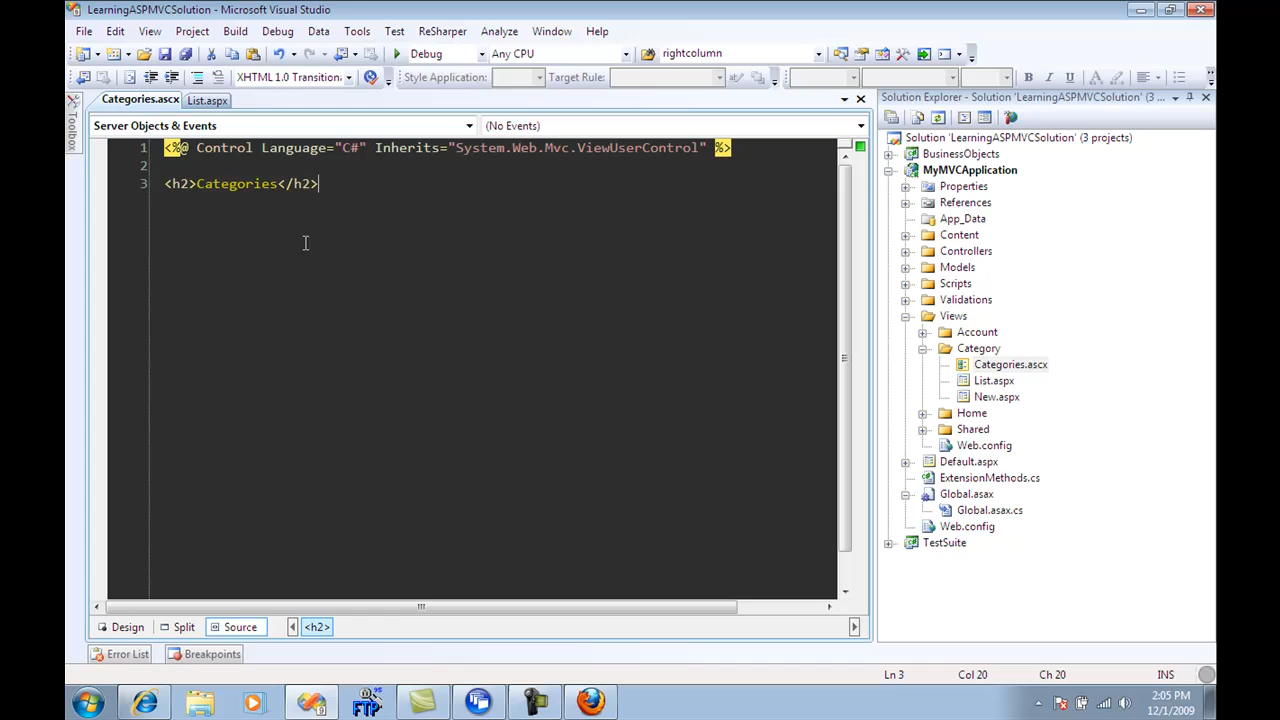 LearningASPMVCSolution - Microsoft Visual Studio
File Edit View Project Build Debug Data Tools Test ReSharper Analyze Window Help
Debug Any CPU rightcolumn
XHTML 1.0 Transition Style Application: Target Rule:
Categories.ascx List.aspx
Solution Explorer - Solution 'LearningASPMVCSolution' (3 ...
Toolbox
Server Objects & Events (No Events)
1 <%@ Control Language="C#" Inherits="System.Web.Mvc.ViewUserControl" %>
2
3 <h2>Categories</h2>
Solution 'LearningASPMVCSolution' (3 projects)
BusinessObjects
MyMVCApplication
Properties
References
App_Data
Content
Controllers
Models
Scripts
Validations
Views
Account
Category
Categories.ascx
List.aspx
New.aspx
Home
Shared
Web.config
Default.aspx
ExtensionMethods.cs
Global.asax
Global.asax.cs
Web.config
TestSuite
Design Split Source <h2>
Error List Breakpoints
Ln 3 Col 20 Ch 20 INS
FTP
2:05 PM
12/1/2009